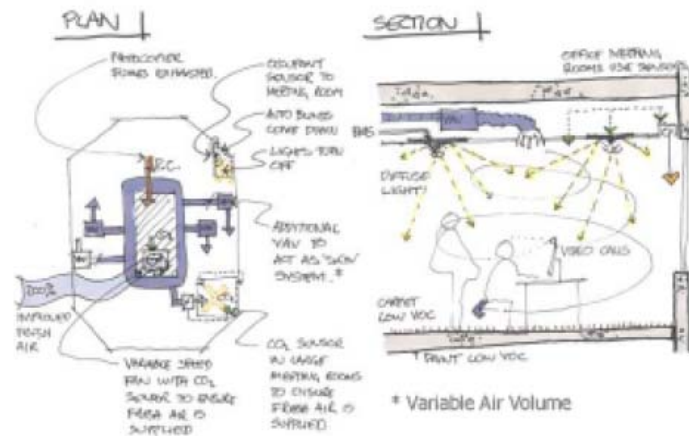 PLAN
SECTION
PHOTOCOPIER
FUMES EXHAUSTED
OCCUPANT
SENSOR TO
MEETING ROOM
AUTO BLINDS
COME DOWN
LIGHTS TURN
OFF
P.C.
ADDITIONAL
VAV TO
ACT AS 'SKIN
SYSTEM'. *
IMPROVED
FRESH
AIR
VARIABLE SPEED
FAN WITH CO2
SENSOR TO ENSURE
FRESH AIR IS
SUPPLIED
CO2 SENSOR
IN LARGE
MEETING ROOMS
TO ENSURE
FRESH AIR IS
SUPPLIED
OFFICE MEETING
ROOMS USE SENSORS
VAV
BMS
DIFFUSE
LIGHTS
VIDEO CALLS
CARPET
LOW VOC
PAINT LOW VOC
* Variable Air Volume